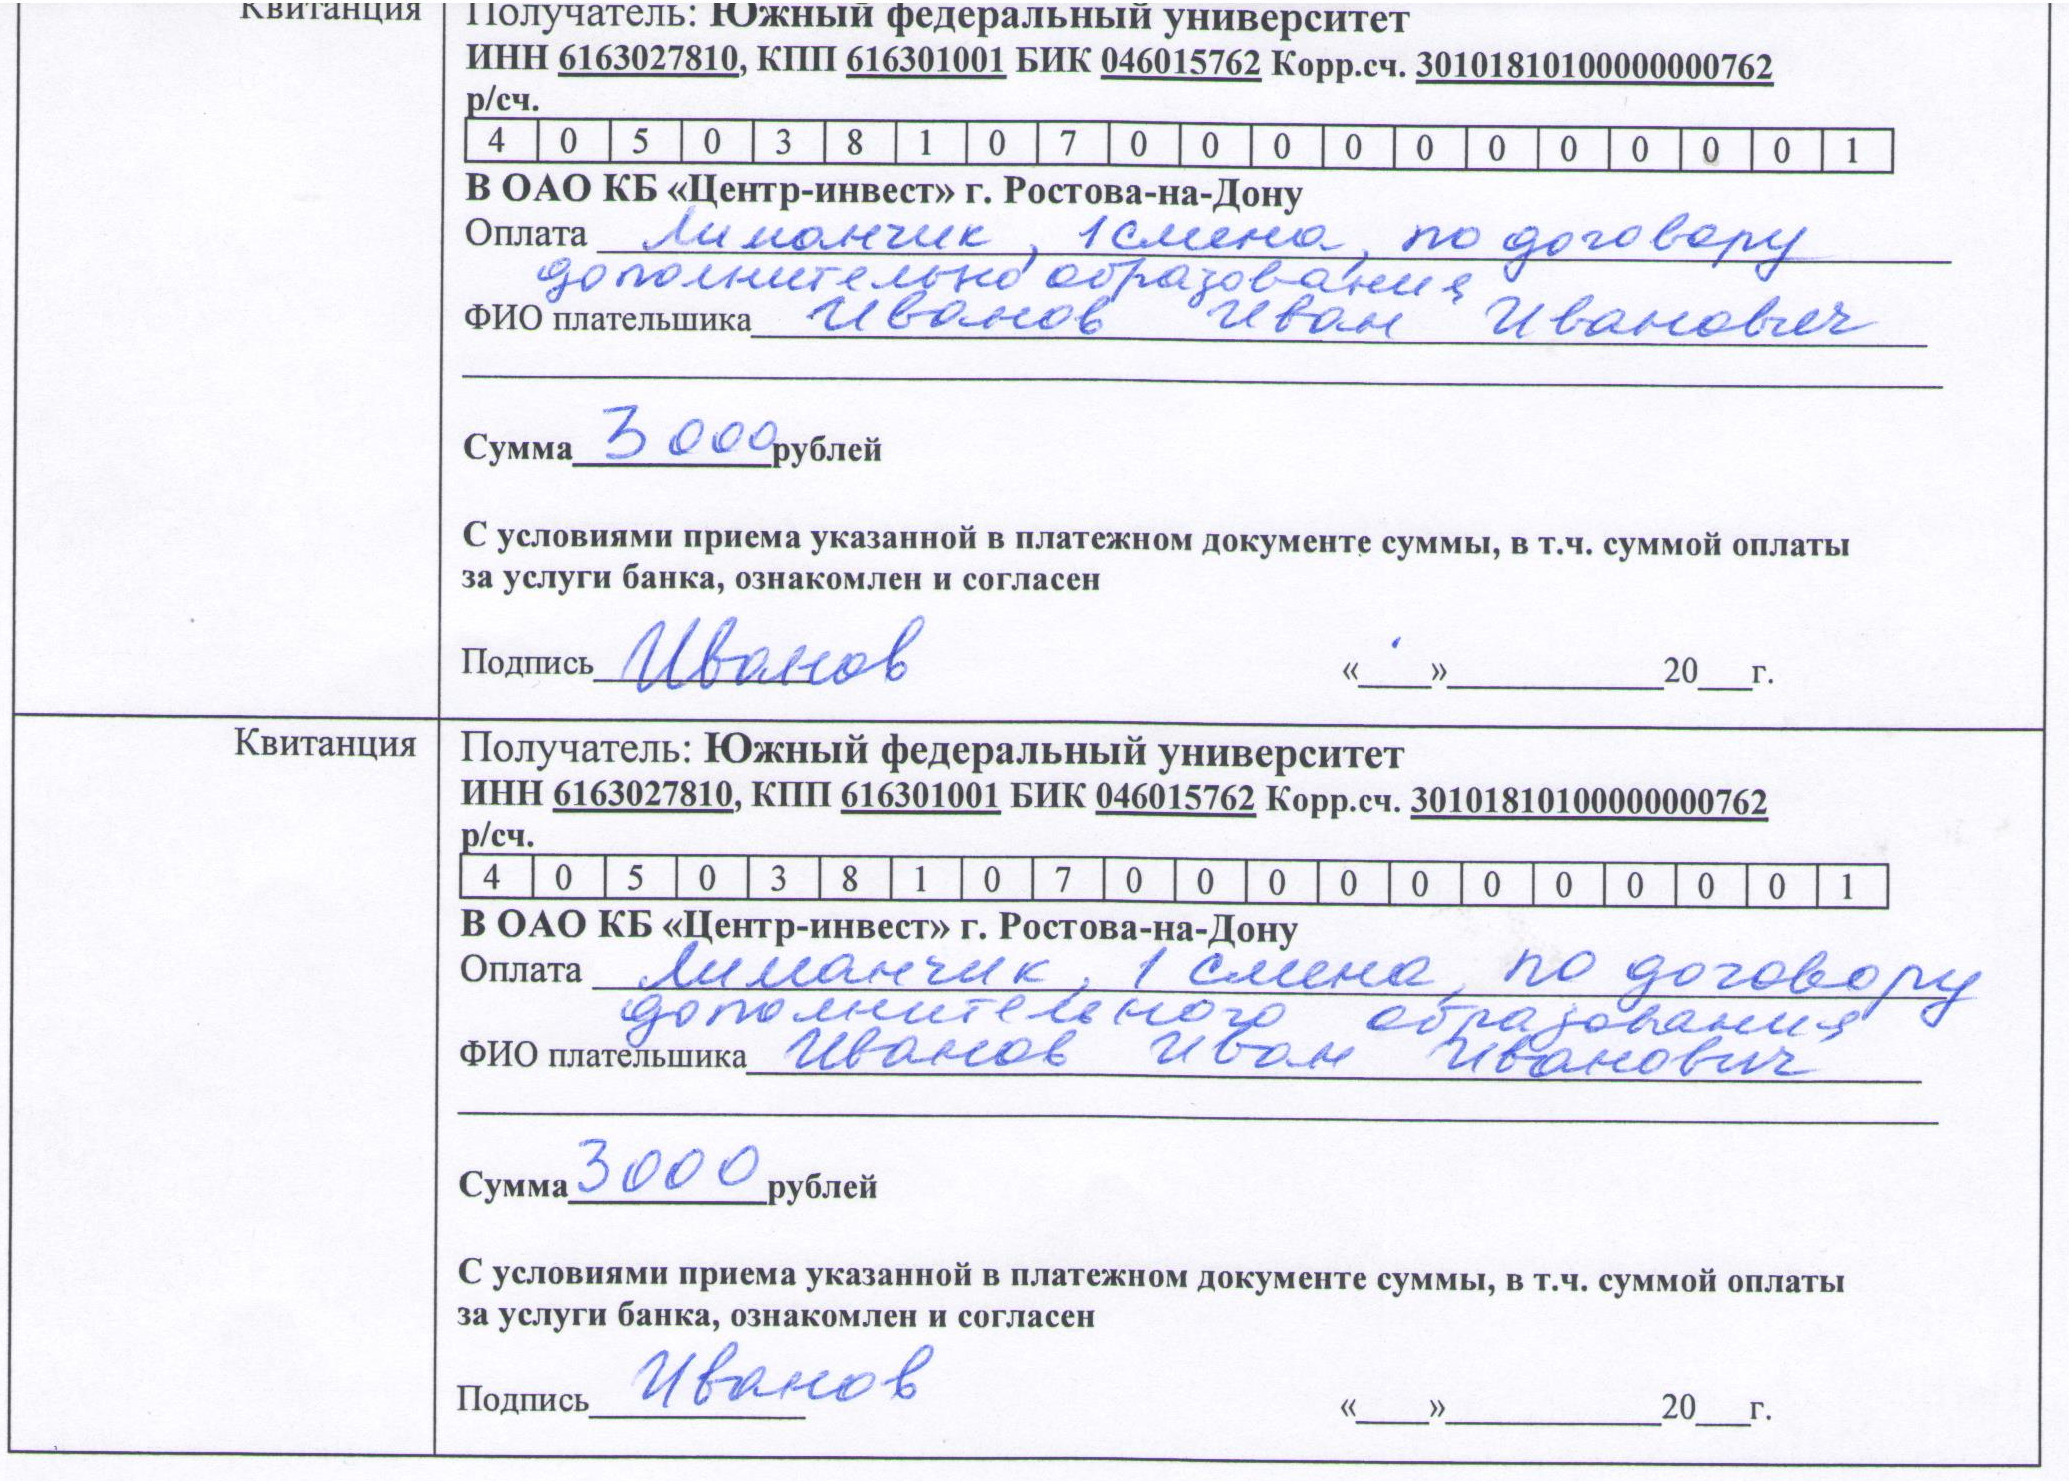 Квитанция
Получатель: Южный федеральный университет
ИНН 6163027810, КПП 616301001 БИК 046015762 Корр.сч. 30101810100000000762
р/сч.
4 0 5 0 3 8 1 0 7 0 0 0 0 0 0 0 0 0 0 1
В ОАО КБ «Центр-инвест» г. Ростова-на-Дону
Оплата Лиманчик, 1 смена, по договору
дополнительно образования
ФИО плательшика Иванов Иван Иванович
Сумма 3 000 рублей
С условиями приема указанной в платежном документе суммы, в т.ч. суммой оплаты
за услуги банка, ознакомлен и согласен
Подпись Иванов «____»____________20___г.
Квитанция
Получатель: Южный федеральный университет
ИНН 6163027810, КПП 616301001 БИК 046015762 Корр.сч. 30101810100000000762
р/сч.
4 0 5 0 3 8 1 0 7 0 0 0 0 0 0 0 0 0 0 1
В ОАО КБ «Центр-инвест» г. Ростова-на-Дону
Оплата Лиманчик, 1 смена, по договору
дополнительного образования
ФИО плательшика Иванов Иван Иванович
Сумма 3000 рублей
С условиями приема указанной в платежном документе суммы, в т.ч. суммой оплаты
за услуги банка, ознакомлен и согласен
Подпись Иванов «____»____________20___г.